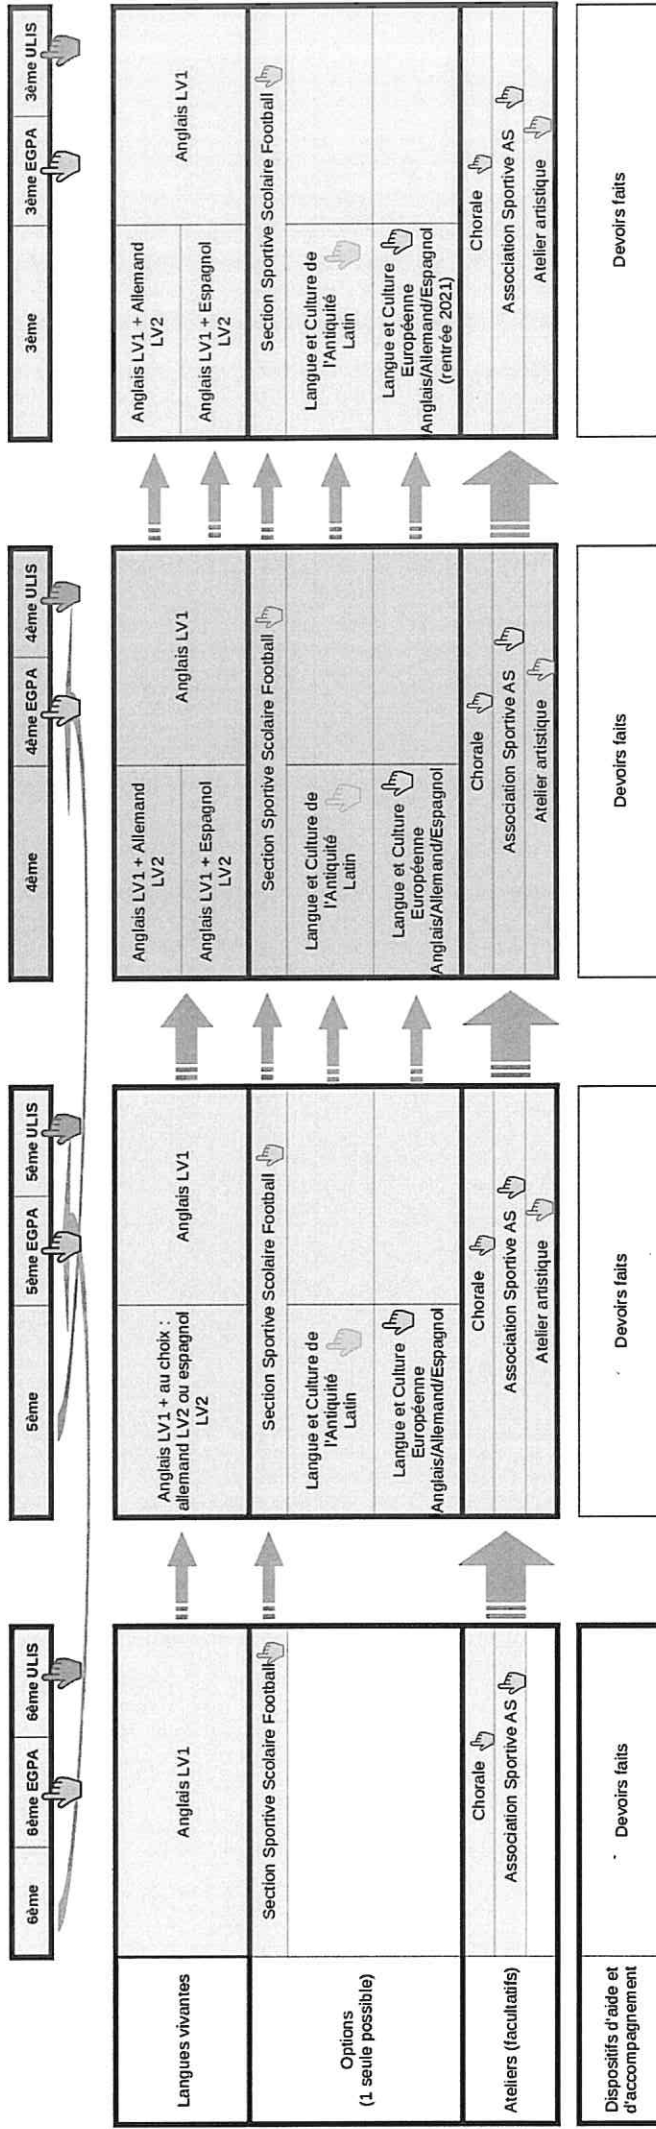 6ème
6ème EGPA
6ème ULIS
5ème
5ème EGPA
5ème ULIS
4ème
4ème EGPA
4ème ULIS
3ème
3ème EGPA
3ème ULIS
Langues vivantes
Anglais LV1
Anglais LV1 + au choix :
allemand LV2 ou espagnol
LV2
Anglais LV1
Anglais LV1 + Allemand
LV2
Anglais LV1 + Espagnol
LV2
Anglais LV1
Anglais LV1 + Allemand
LV2
Anglais LV1 + Espagnol
LV2
Anglais LV1
Options
(1 seule possible)
Section Sportive Scolaire Football
Section Sportive Scolaire Football
Langue et Culture de
l'Antiquité
Latin
Langue et Culture
Européenne
Anglais/Allemand/Espagnol
Section Sportive Scolaire Football
Langue et Culture de
l'Antiquité
Latin
Langue et Culture
Européenne
Anglais/Allemand/Espagnol
Section Sportive Scolaire Football
Langue et Culture de
l'Antiquité
Latin
Langue et Culture
Européenne
Anglais/Allemand/Espagnol
(rentrée 2021)
Ateliers (facultatifs)
Chorale
Association Sportive AS
Chorale
Association Sportive AS
Atelier artistique
Chorale
Association Sportive AS
Atelier artistique
Chorale
Association Sportive AS
Atelier artistique
Dispositifs d'aide et
d'accompagnement
Devoirs faits
Devoirs faits
Devoirs faits
Devoirs faits